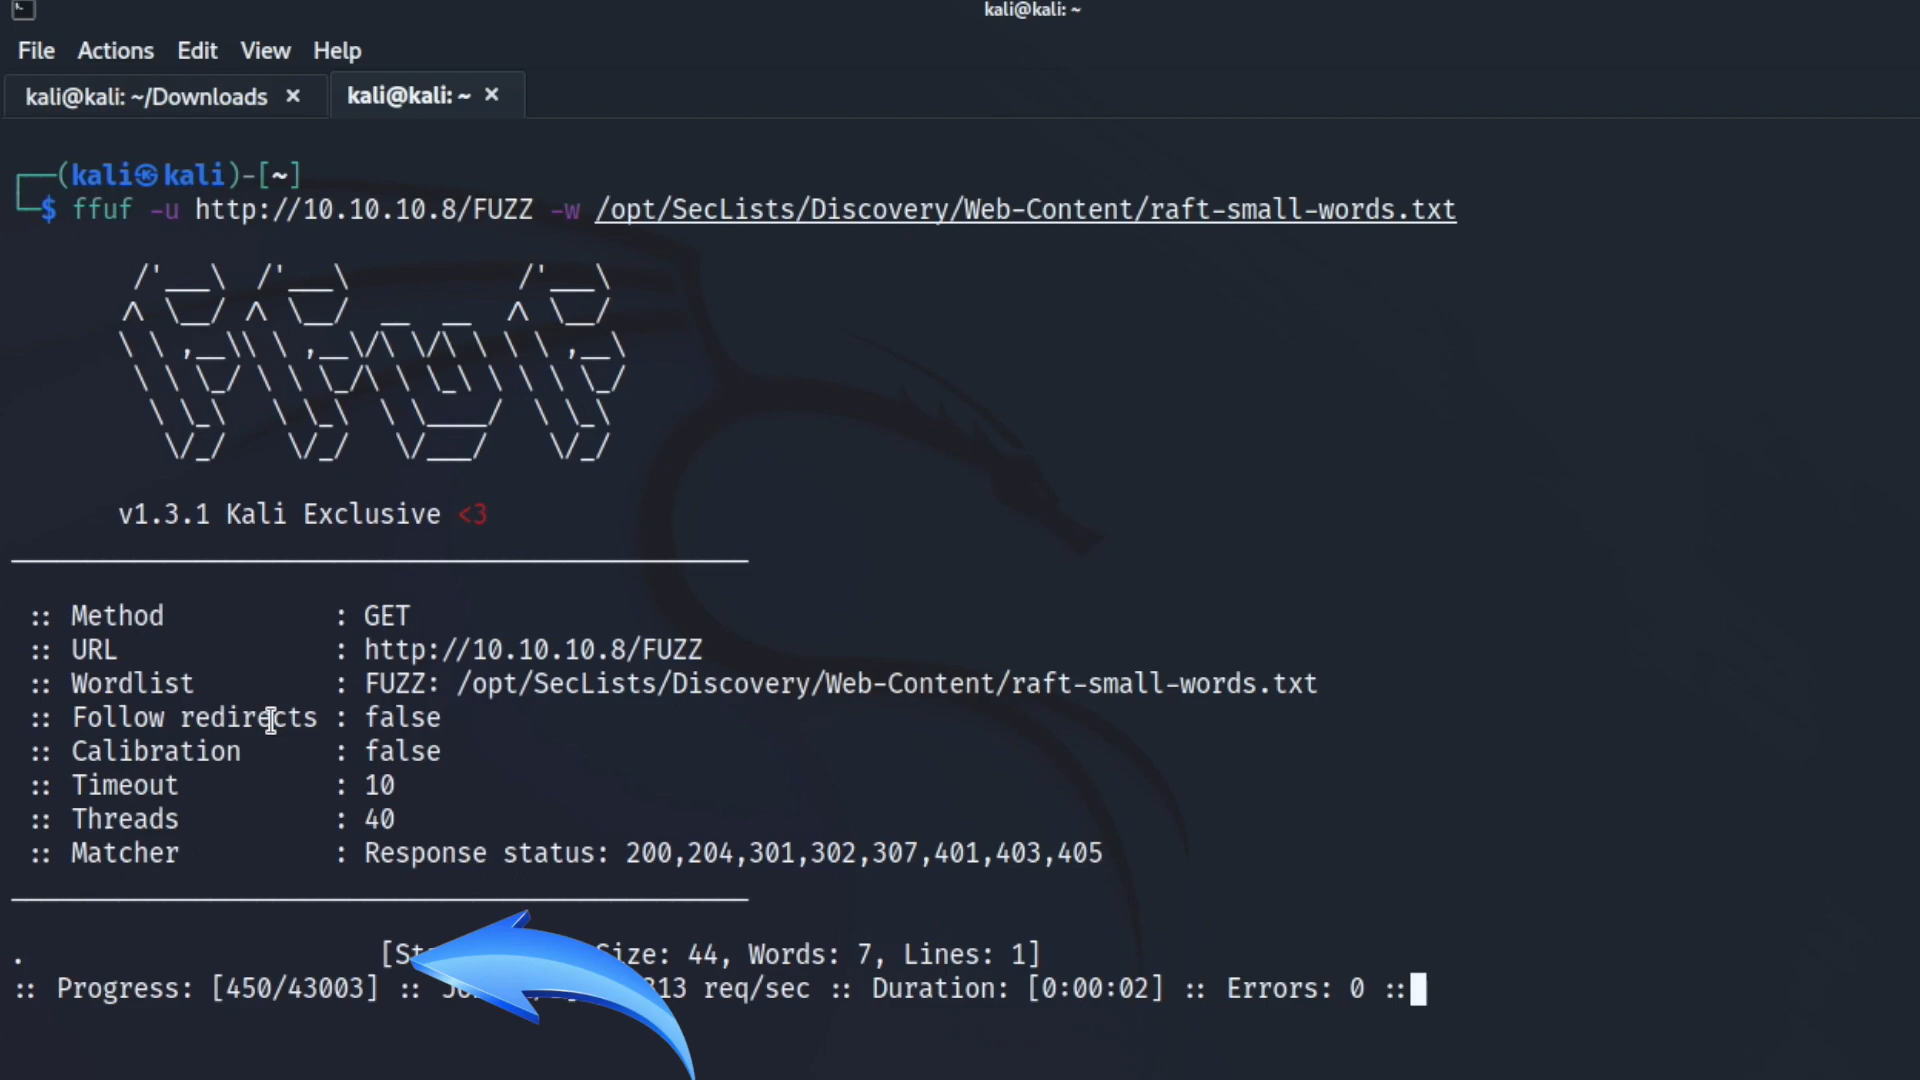 kali@kali: ~
File Actions Edit View Help
kali@kali: ~/Downloads × kali@kali: ~ ×
┌──(kali㉿kali)-[~]
└─$ ffuf -u http://10.10.10.8/FUZZ -w /opt/SecLists/Discovery/Web-Content/raft-small-words.txt
v1.3.1 Kali Exclusive <3
:: Method : GET
:: URL : http://10.10.10.8/FUZZ
:: Wordlist : FUZZ: /opt/SecLists/Discovery/Web-Content/raft-small-words.txt
:: Follow redirects : false
:: Calibration : false
:: Timeout : 10
:: Threads : 40
:: Matcher : Response status: 200,204,301,302,307,401,403,405
. Size: 44, Words: 7, Lines: 1]
:: Progress: [450/43003] :: req/sec :: Duration: [0:00:02] :: Errors: 0 ::